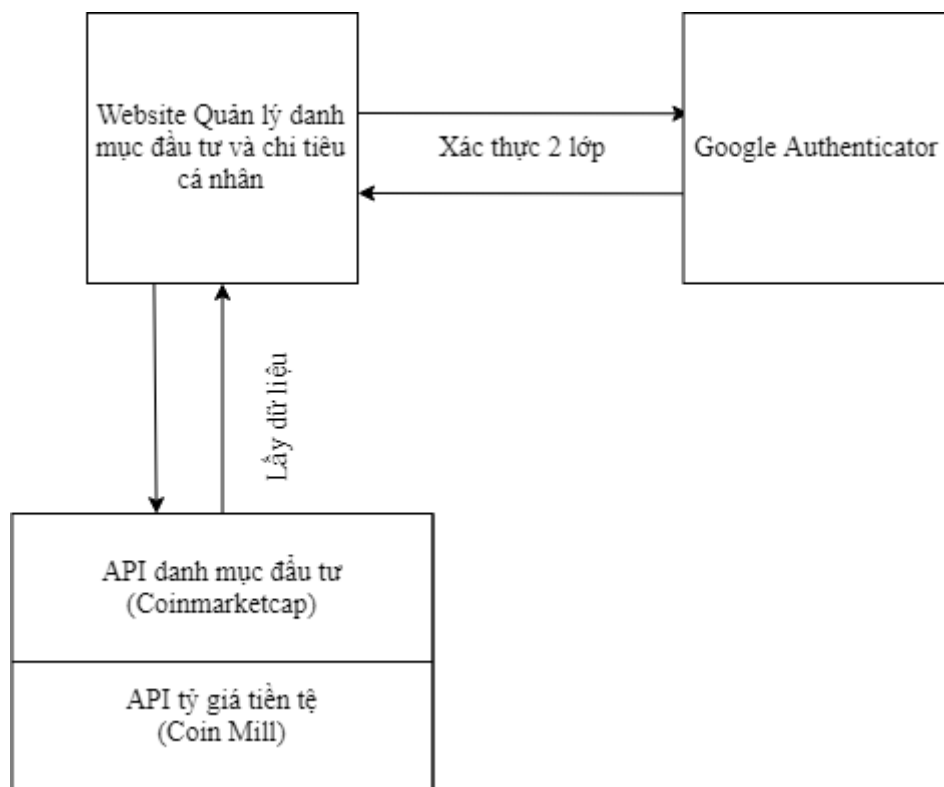 Website Quản lý danh
mục đầu tư và chi tiêu
cá nhân
Xác thực 2 lớp
Google Authenticator
Lấy dữ liệu
API danh mục đầu tư
(Coinmarketcap)
API tỷ giá tiền tệ
(Coin Mill)